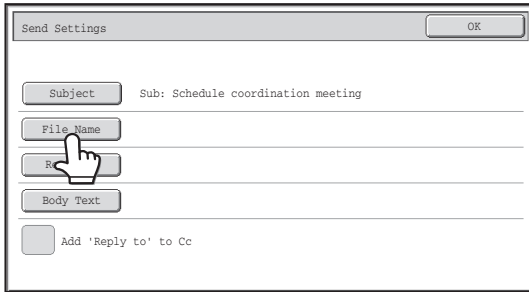 Send Settings
OK
Subject
Sub: Schedule coordination meeting
File Name
Body Text
Add 'Reply to' to Cc